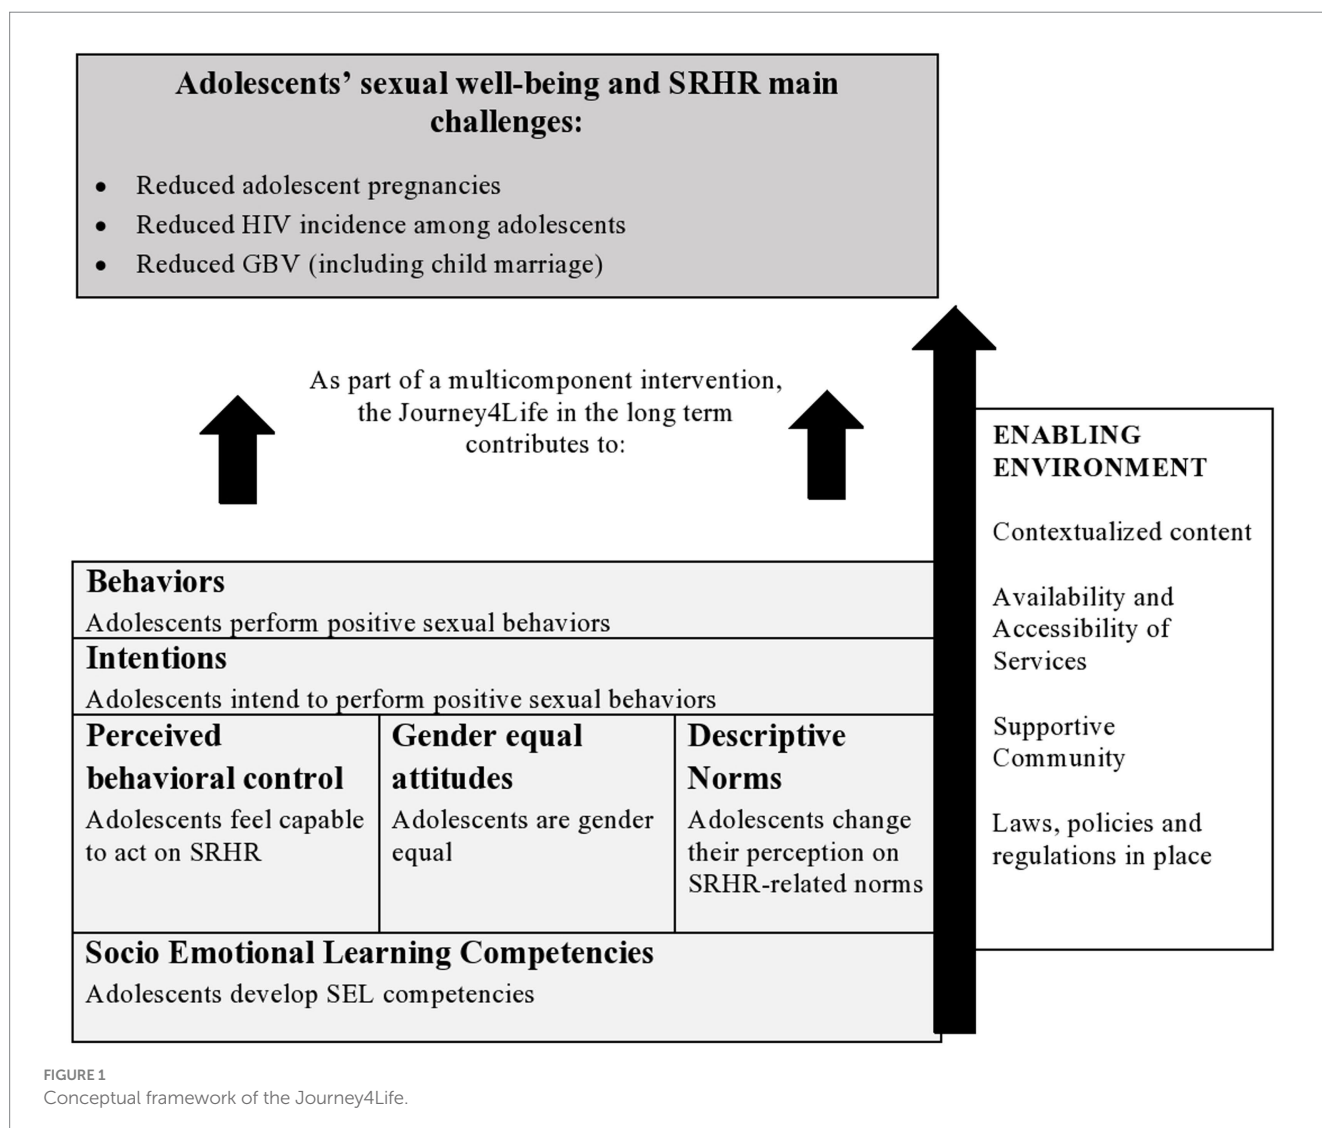 Adolescents’ sexual well-being and SRHR main
challenges:
• Reduced adolescent pregnancies
• Reduced HIV incidence among adolescents
• Reduced GBV (including child marriage)
As part of a multicomponent intervention,
the Journey4Life in the long term
contributes to:
Behaviors
Adolescents perform positive sexual behaviors
Intentions
Adolescents intend to perform positive sexual behaviors
Perceived
behavioral control
Adolescents feel capable
to act on SRHR
Gender equal
attitudes
Adolescents are gender
equal
Descriptive
Norms
Adolescents change
their perception on
SRHR-related norms
Socio Emotional Learning Competencies
Adolescents develop SEL competencies
ENABLING
ENVIRONMENT
Contextualized content
Availability and
Accessibility of
Services
Supportive
Community
Laws, policies and
regulations in place
FIGURE 1
Conceptual framework of the Journey4Life.